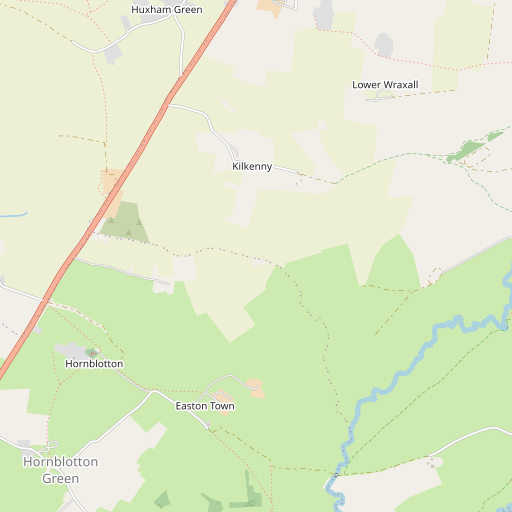 Huxham Green
Lower Wraxall
Kilkenny
Hornblotton
Easton Town
Hornblotton
Green